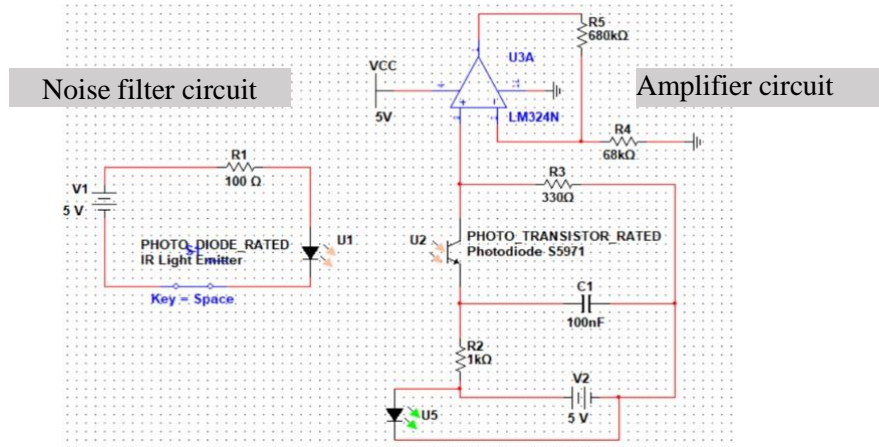 Noise filter circuit
Amplifier circuit
R5
680kΩ
U3A
VCC
5V
LM324N
R4
68kΩ
R1
100 Ω
V1
5 V
R3
330Ω
PHOTO_DIODE_RATED
IR Light Emitter
S1
U1
Key = Space
U2
PHOTO_TRANSISTOR_RATED
Photodiode S5971
C1
100nF
R2
1kΩ
V2
5 V
U5